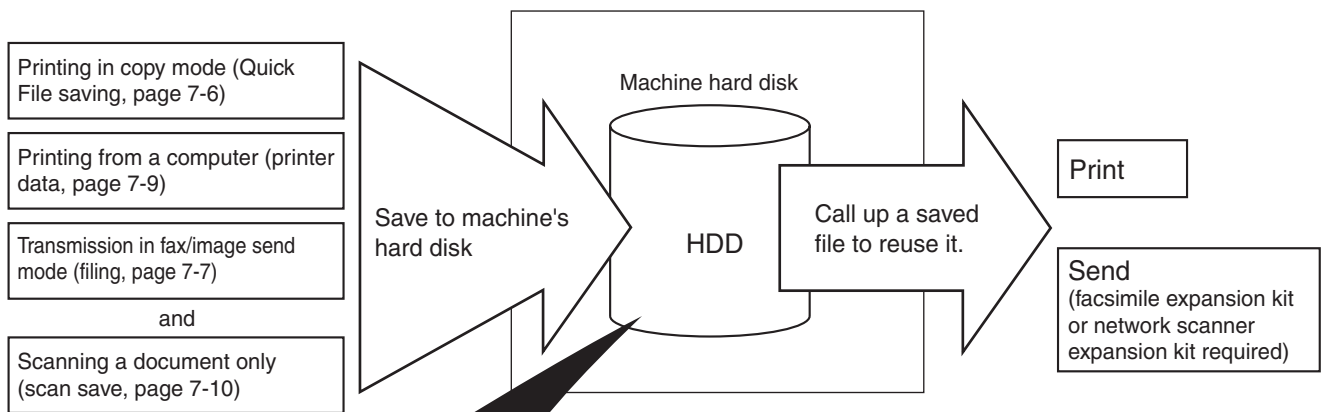 Printing in copy mode (Quick
File saving, page 7-6)
Printing from a computer (printer
data, page 7-9)
Transmission in fax/image send
mode (filing, page 7-7)
and
Scanning a document only
(scan save, page 7-10)
Save to machine's
hard disk
Machine hard disk
HDD
Call up a saved
file to reuse it.
Print
Send
(facsimile expansion kit
or network scanner
expansion kit required)